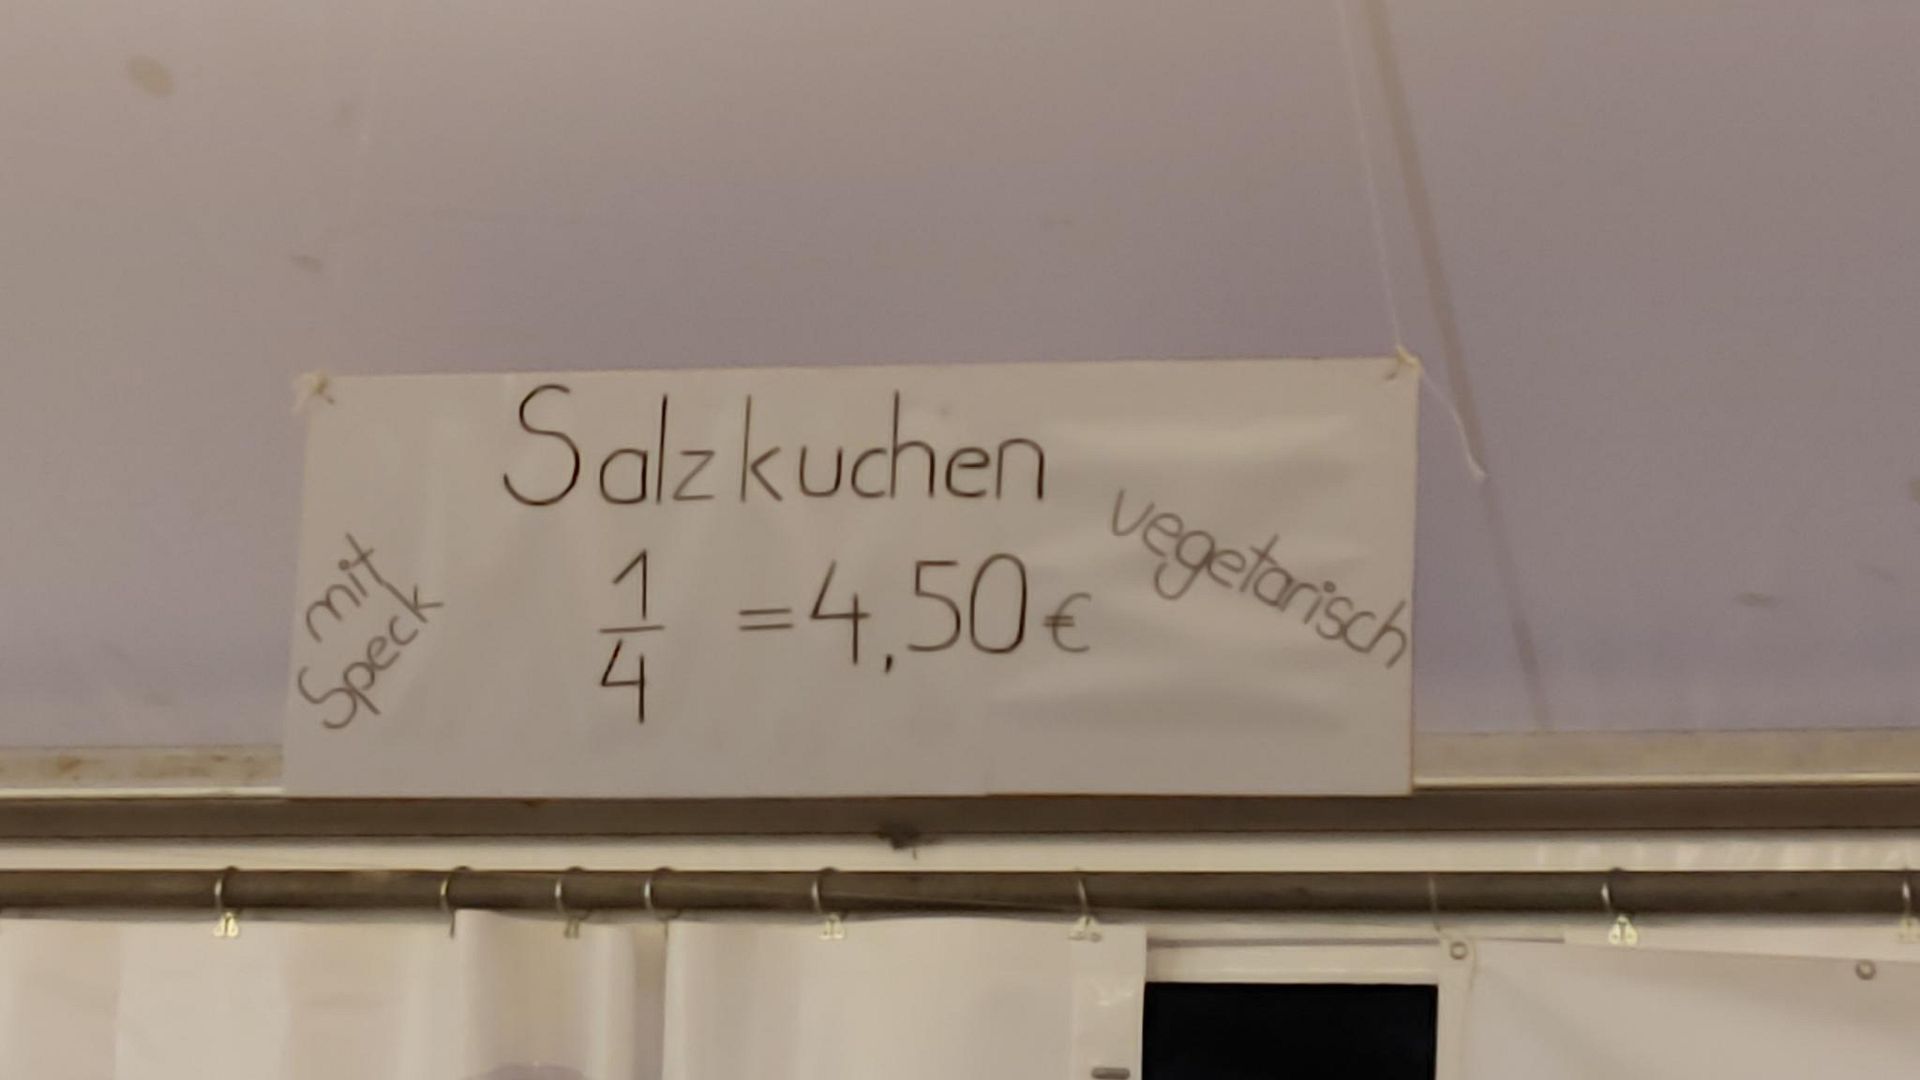 Salzkuchen
mit
Speck
1/4 = 4,50 €
vegetarisch